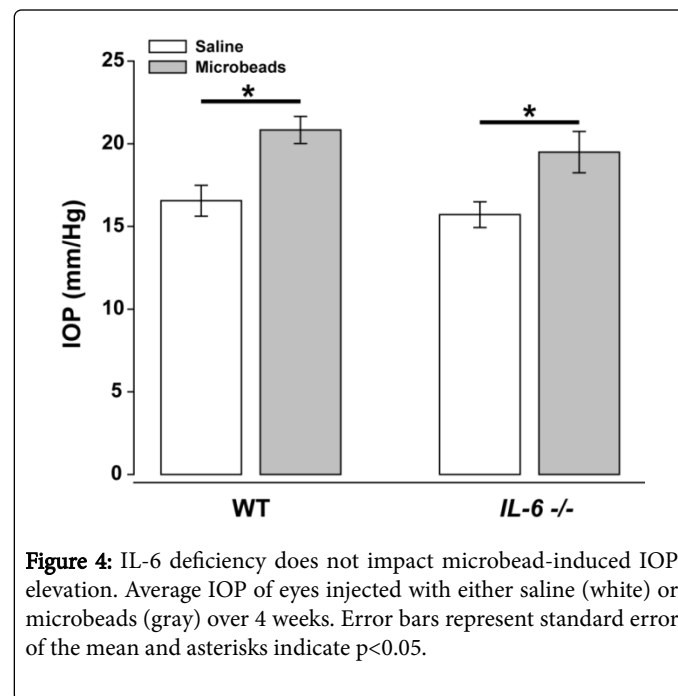 Saline
Microbeads
25
20
15
10
5
0
IOP (mm/Hg)
*
*
WT
IL-6 -/-
Figure 4: IL-6 deficiency does not impact microbead-induced IOP
elevation. Average IOP of eyes injected with either saline (white) or
microbeads (gray) over 4 weeks. Error bars represent standard error
of the mean and asterisks indicate p<0.05.